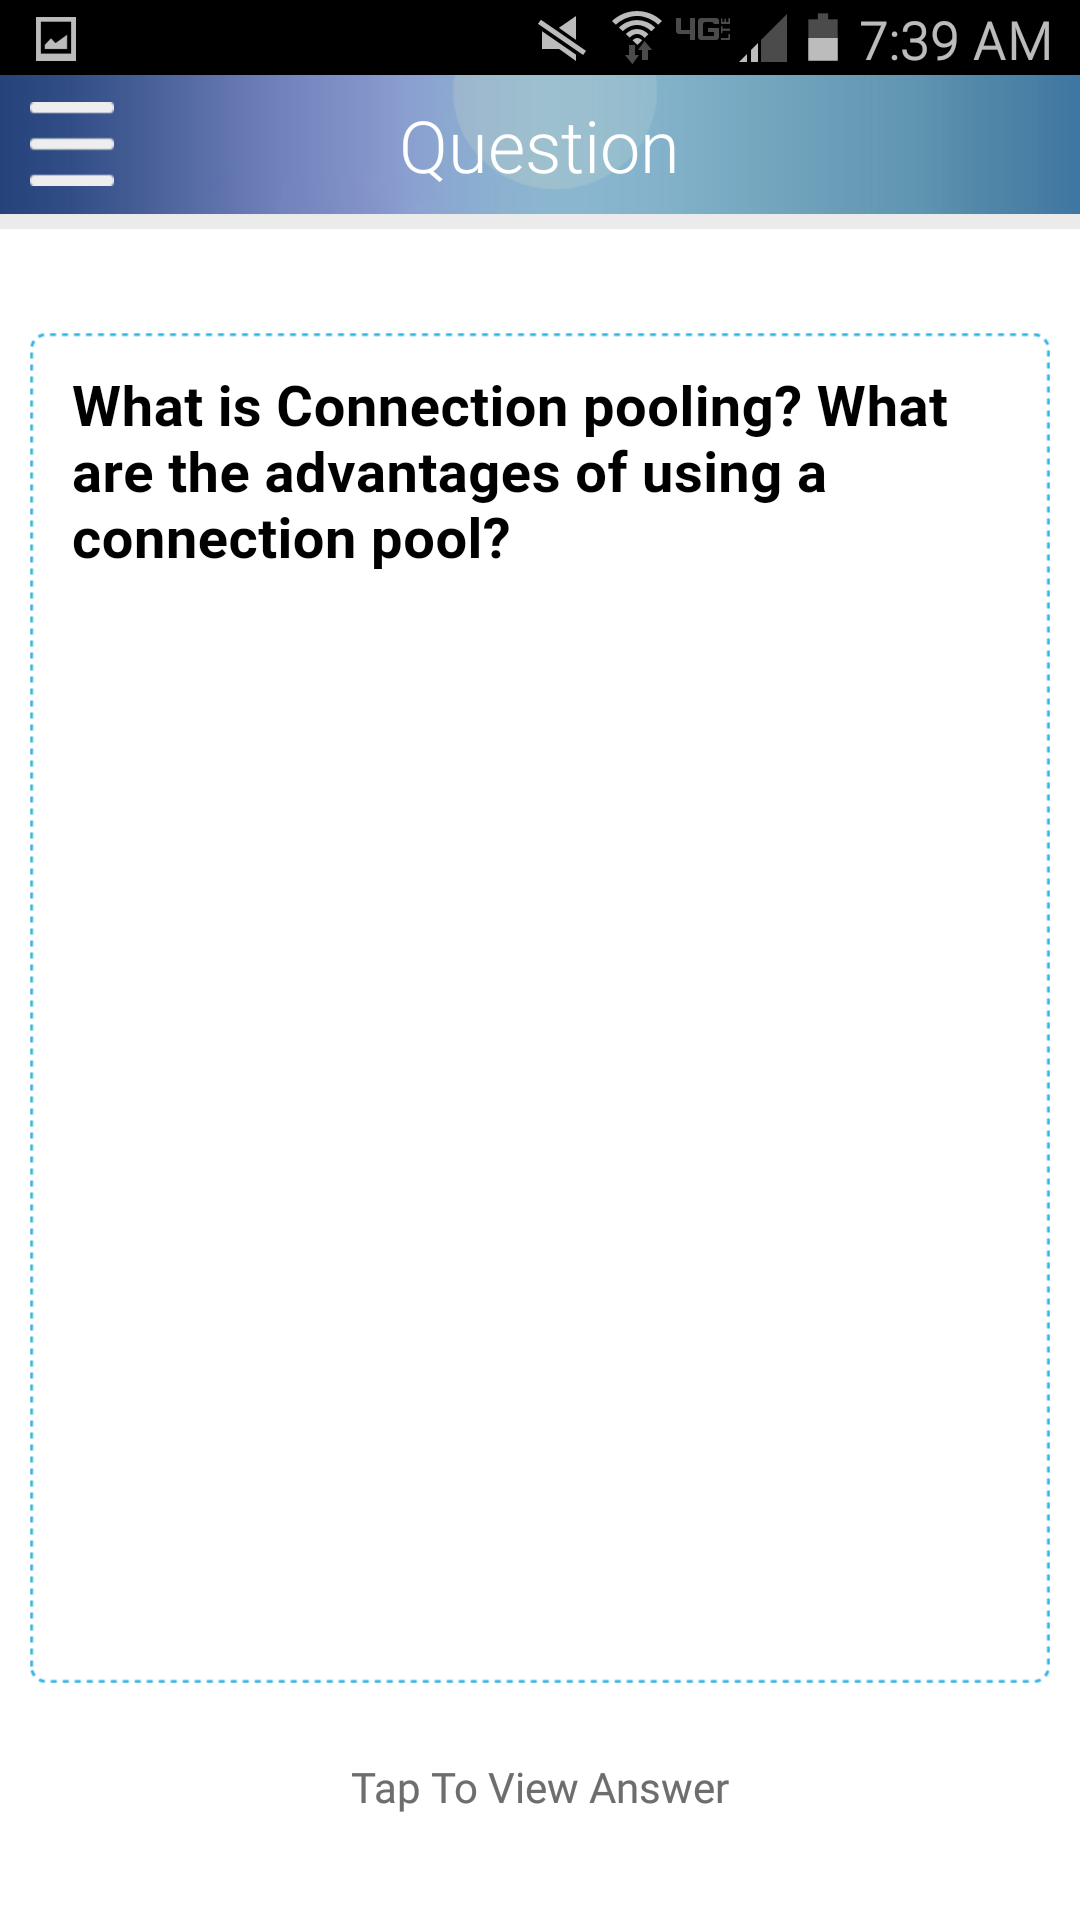 4G LTE 7:39 AM
Question
What is Connection pooling? What
are the advantages of using a
connection pool?
Tap To View Answer